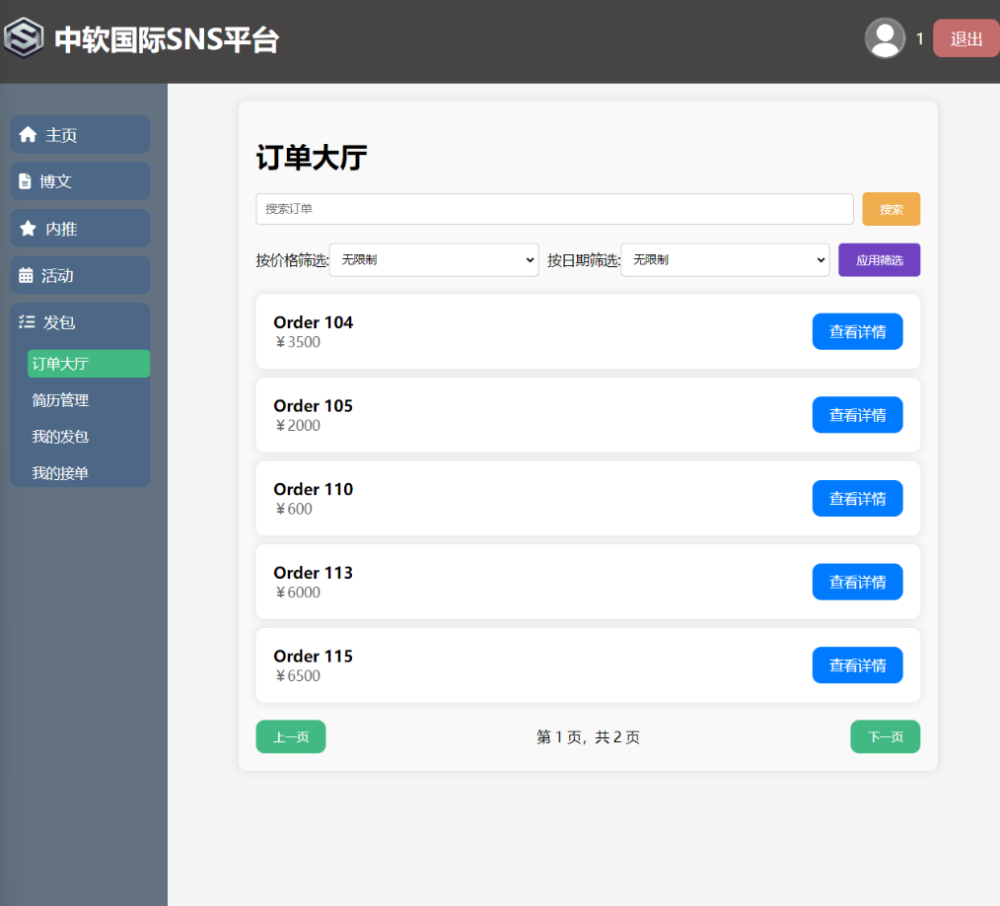 中软国际SNS平台
1
退出
主页
博文
内推
活动
发包
订单大厅
简历管理
我的发包
我的接单
订单大厅
搜索订单
搜索
按价格筛选: 无限制 按日期筛选: 无限制 应用筛选
Order 104
¥3500
查看详情
Order 105
¥2000
查看详情
Order 110
¥600
查看详情
Order 113
¥6000
查看详情
Order 115
¥6500
查看详情
上一页 第 1 页，共 2 页 下一页